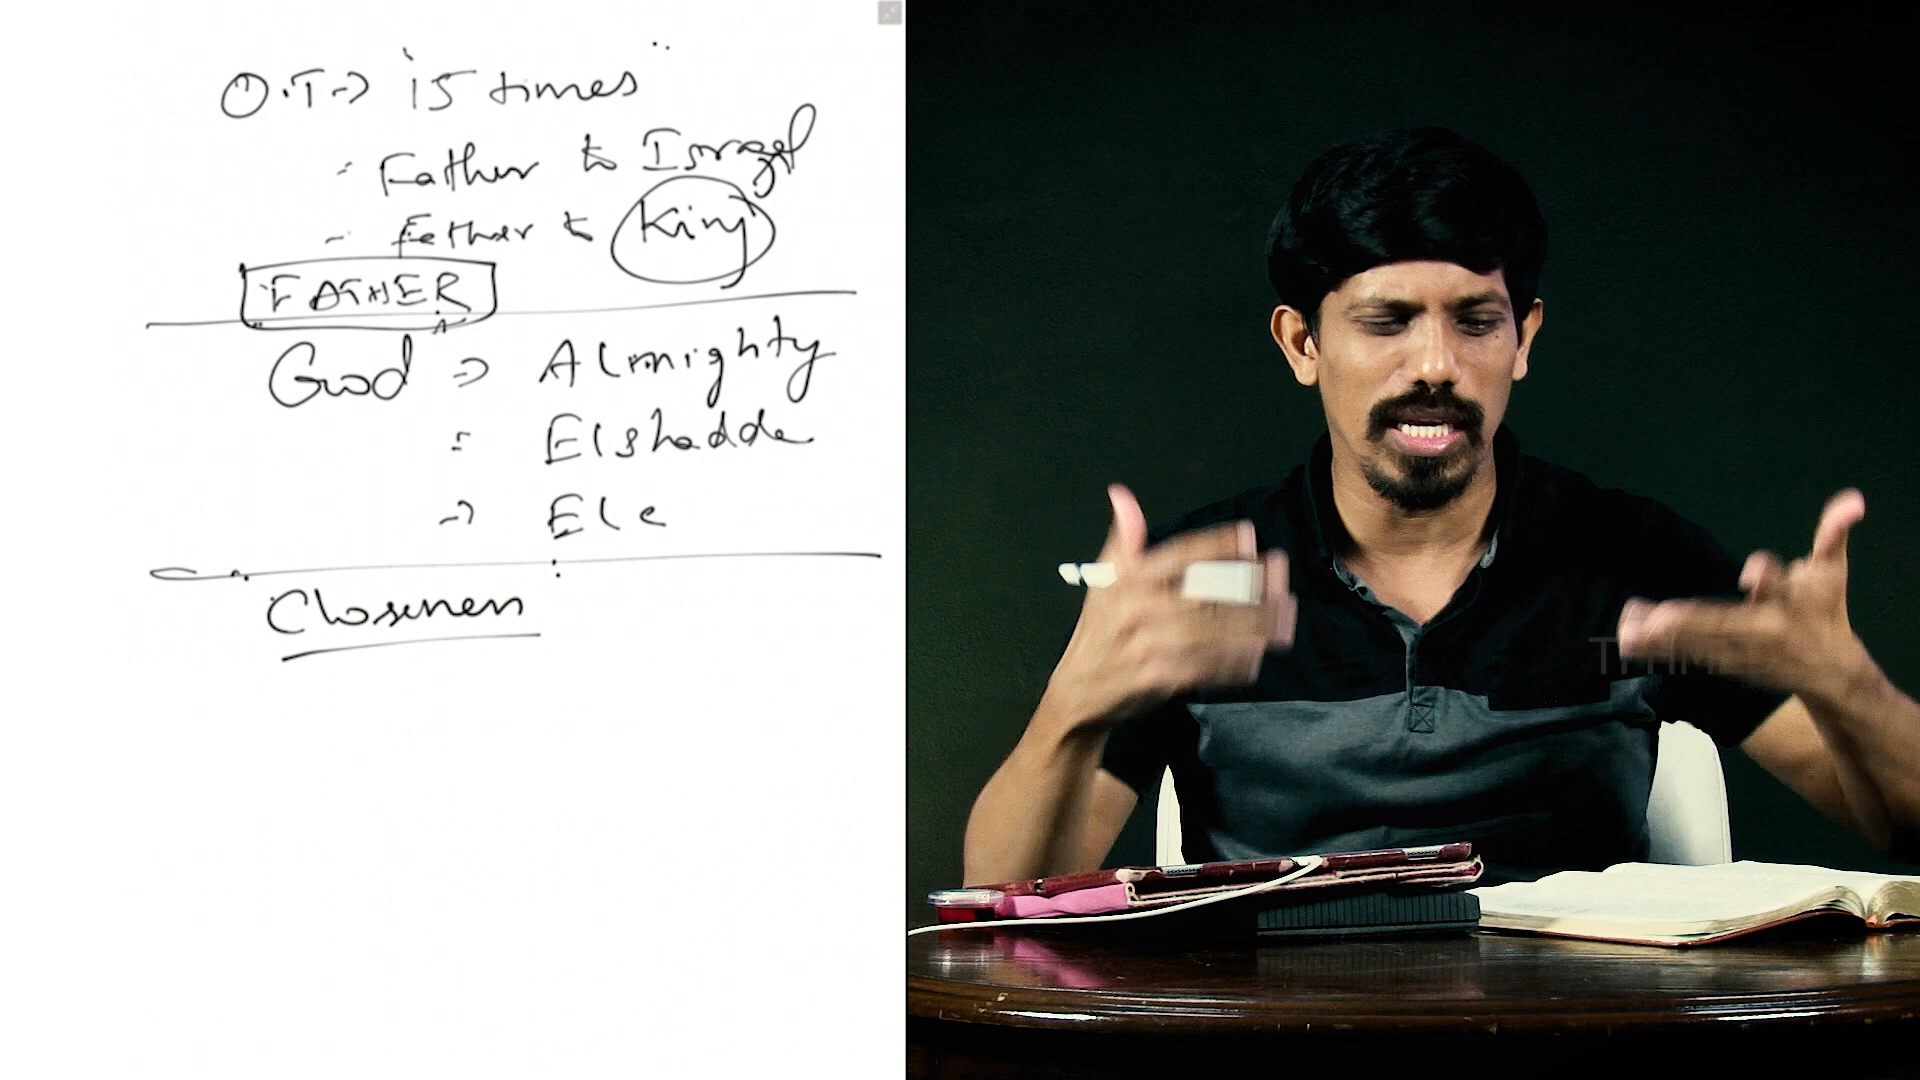 O.T → 15 times
- Father to Israel
- Father to King
FATHER
God → Almighty
: Elshadde
→ Ele
Closeness